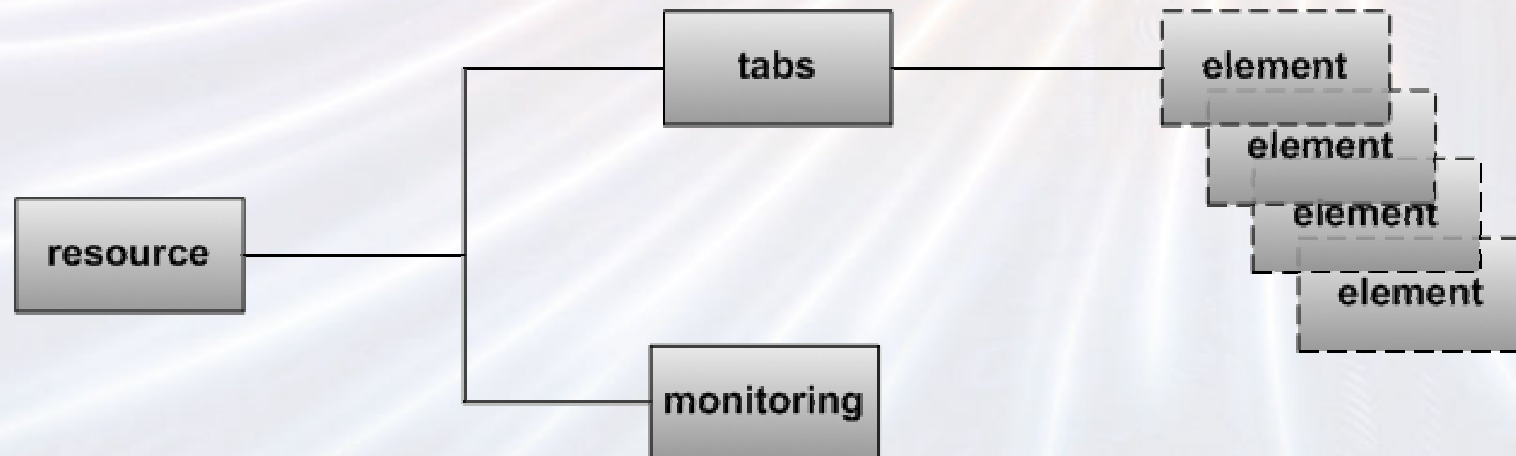 tabs
element
element
element
element
resource
monitoring